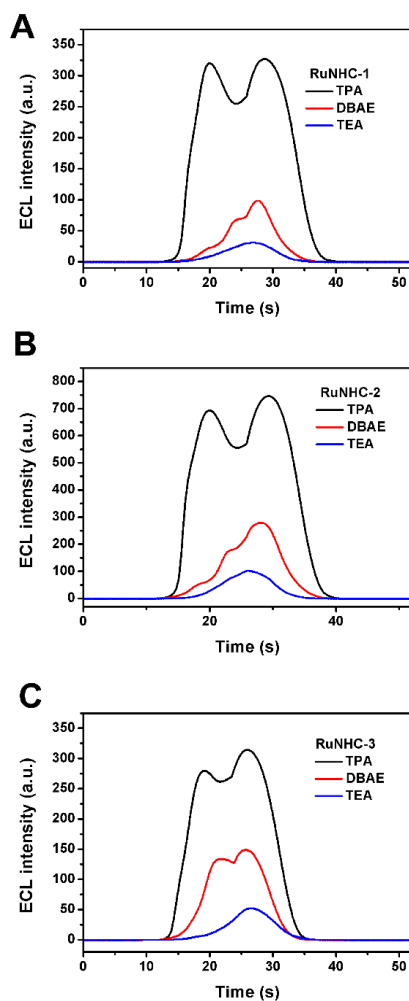 A
350
300
250
200
150
100
50
0
ECL intensity (a.u.)
RuNHC-1
TPA
DBAE
TEA
0 10 20 30 40 50
Time (s)
B
800
700
600
500
400
300
200
100
0
ECL intensity (a.u.)
RuNHC-2
TPA
DBAE
TEA
0 20 40
Time (s)
C
350
300
250
200
150
100
50
0
ECL intensity (a.u.)
RuNHC-3
TPA
DBAE
TEA
0 10 20 30 40 50
Time (s)